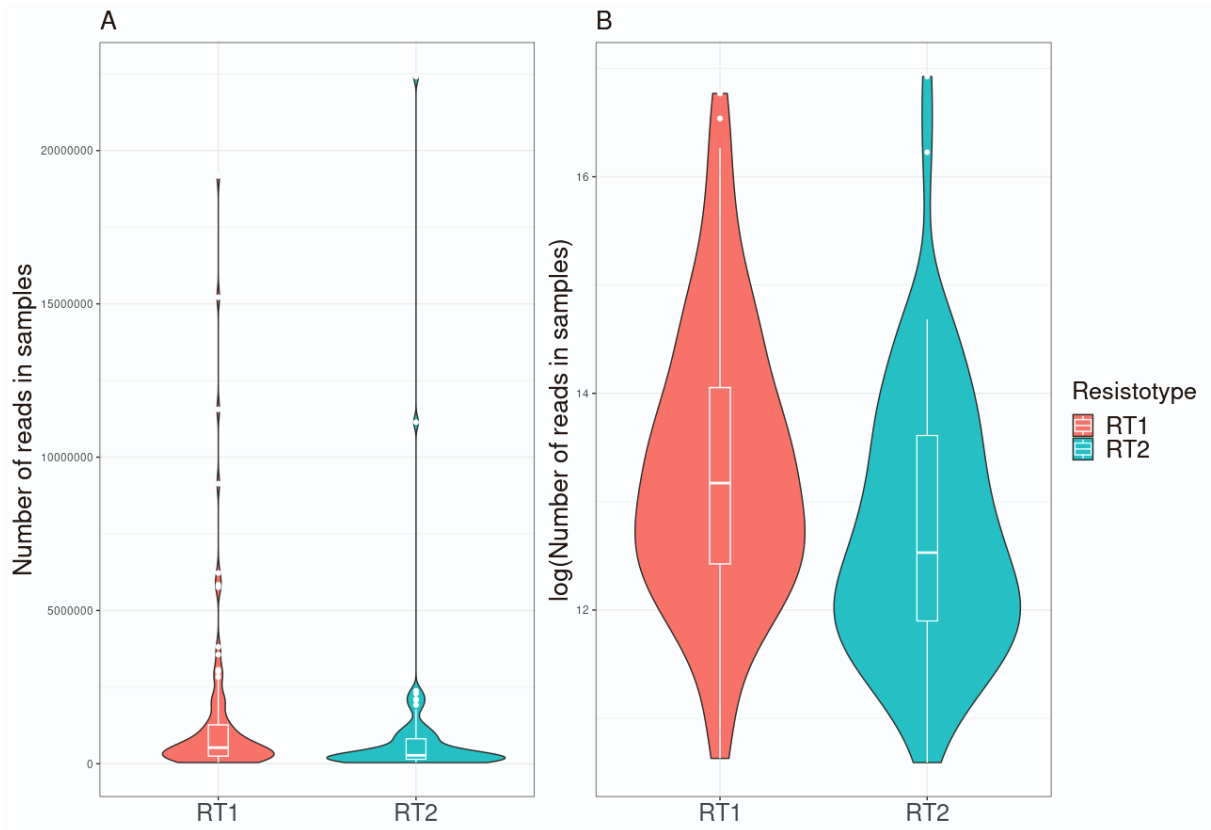 A
Number of reads in samples
20000000
15000000
10000000
5000000
0
RT1 RT2
B
log(Number of reads in samples)
16
14
12
RT1 RT2
Resistotype
RT1
RT2